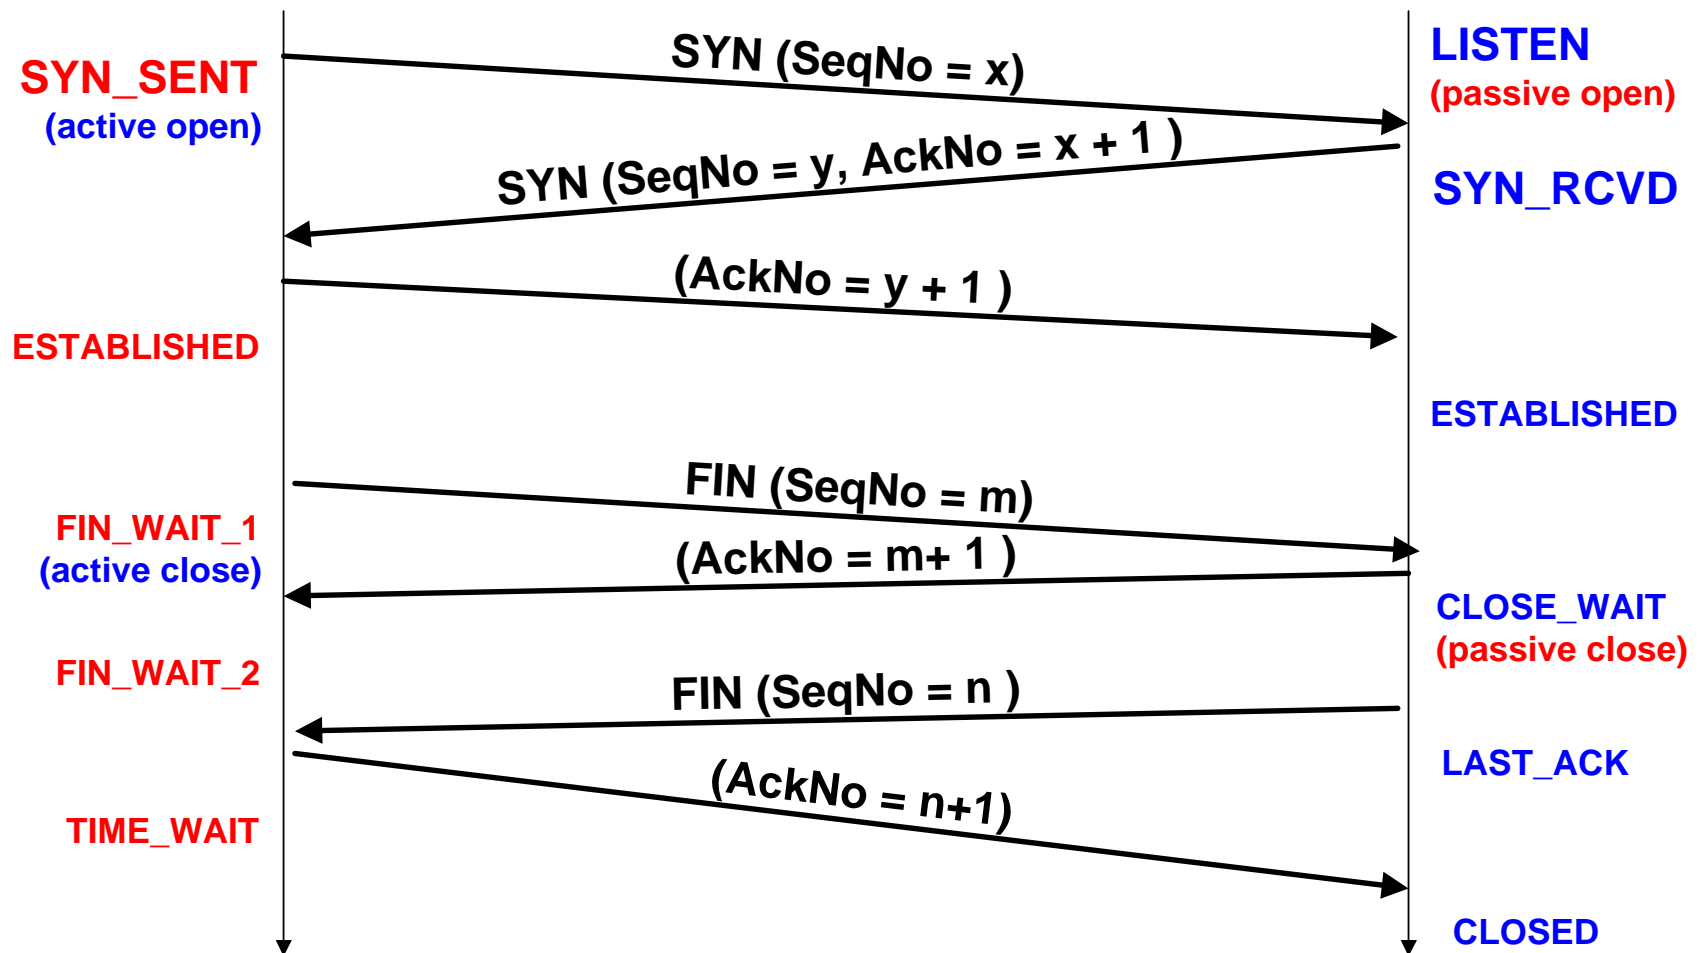 SYN (SeqNo = x)
LISTEN
(passive open)
SYN_SENT
(active open)
SYN (SeqNo = y, AckNo = x + 1 )
SYN_RCVD
(AckNo = y + 1 )
ESTABLISHED
ESTABLISHED
FIN (SeqNo = m)
FIN_WAIT_1
(active close)
(AckNo = m+ 1 )
CLOSE_WAIT
(passive close)
FIN_WAIT_2
FIN (SeqNo = n )
LAST_ACK
(AckNo = n+1)
TIME_WAIT
CLOSED